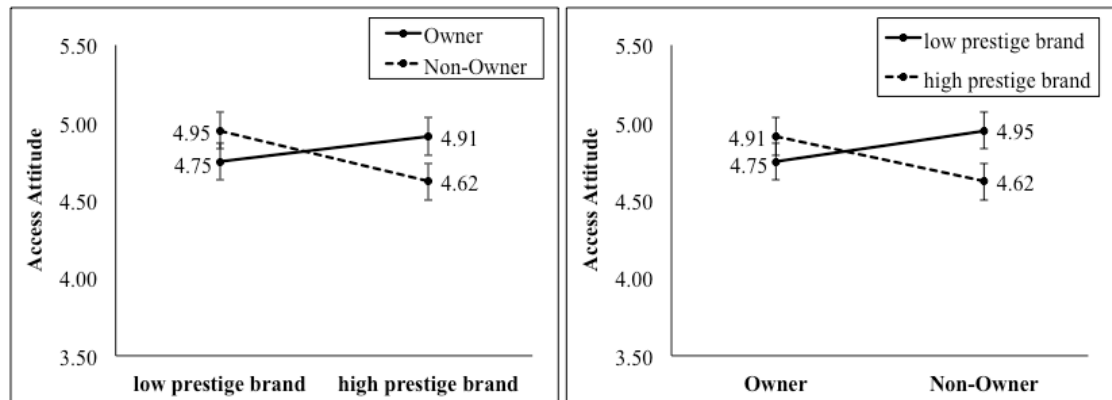 5.50
5.00
4.50
4.00
3.50
Access Attitude
Owner
Non-Owner
4.95
4.75
4.91
4.62
low prestige brand
high prestige brand
5.50
5.00
4.50
4.00
3.50
Access Attitude
low prestige brand
high prestige brand
4.91
4.75
4.95
4.62
Owner
Non-Owner